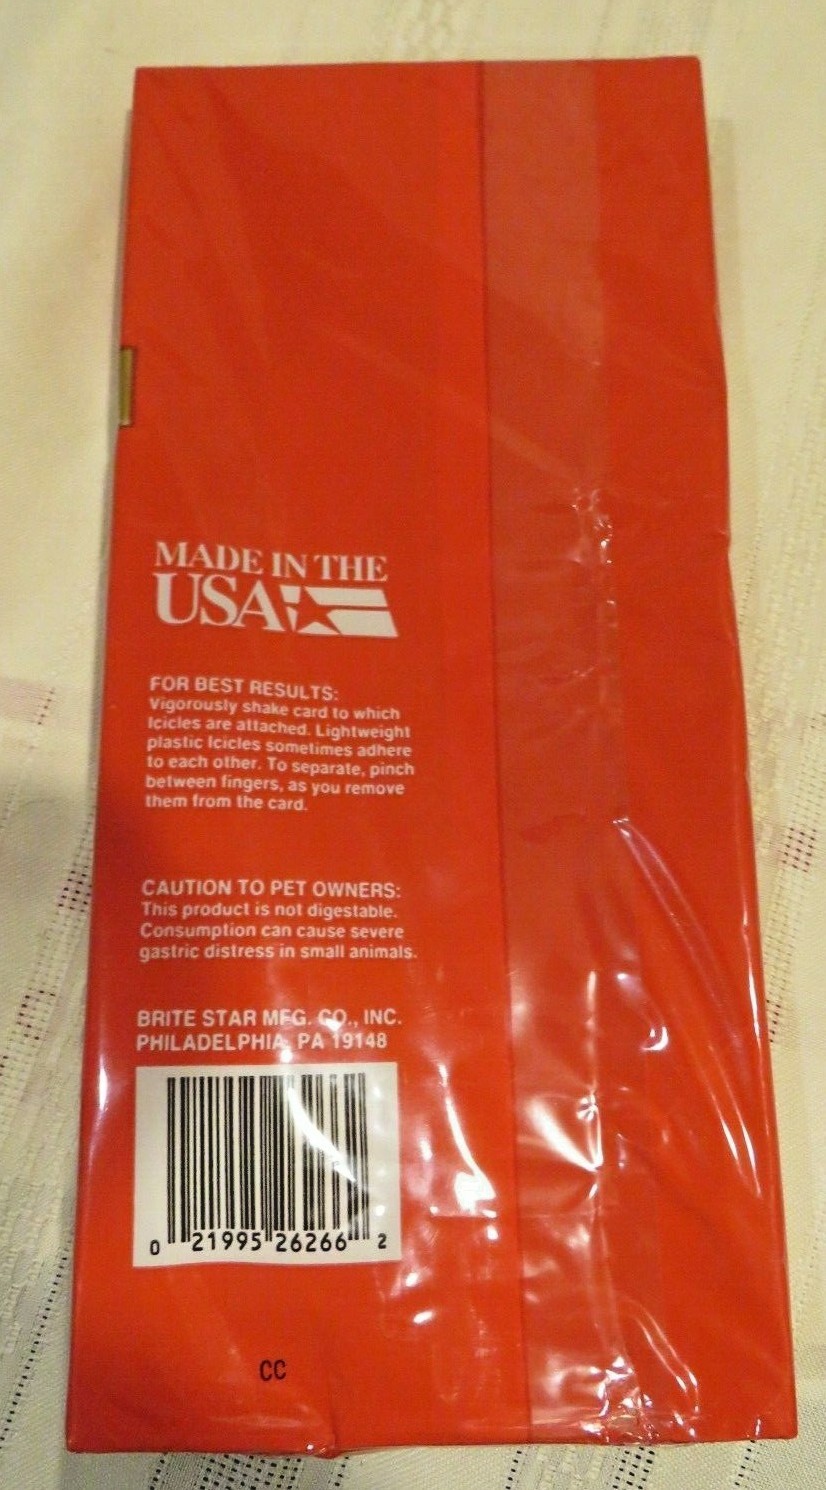 MADE IN THE
USA
FOR BEST RESULTS:
Vigorously shake card to which
Icicles are attached. Lightweight
plastic Icicles sometimes adhere
to each other. To separate, pinch
between fingers, as you remove
them from the card.
CAUTION TO PET OWNERS:
This product is not digestable.
Consumption can cause severe
gastric distress in small animals.
BRITE STAR MFG. CO., INC.
PHILADELPHIA, PA 19148
0 21995 26266 2
CC